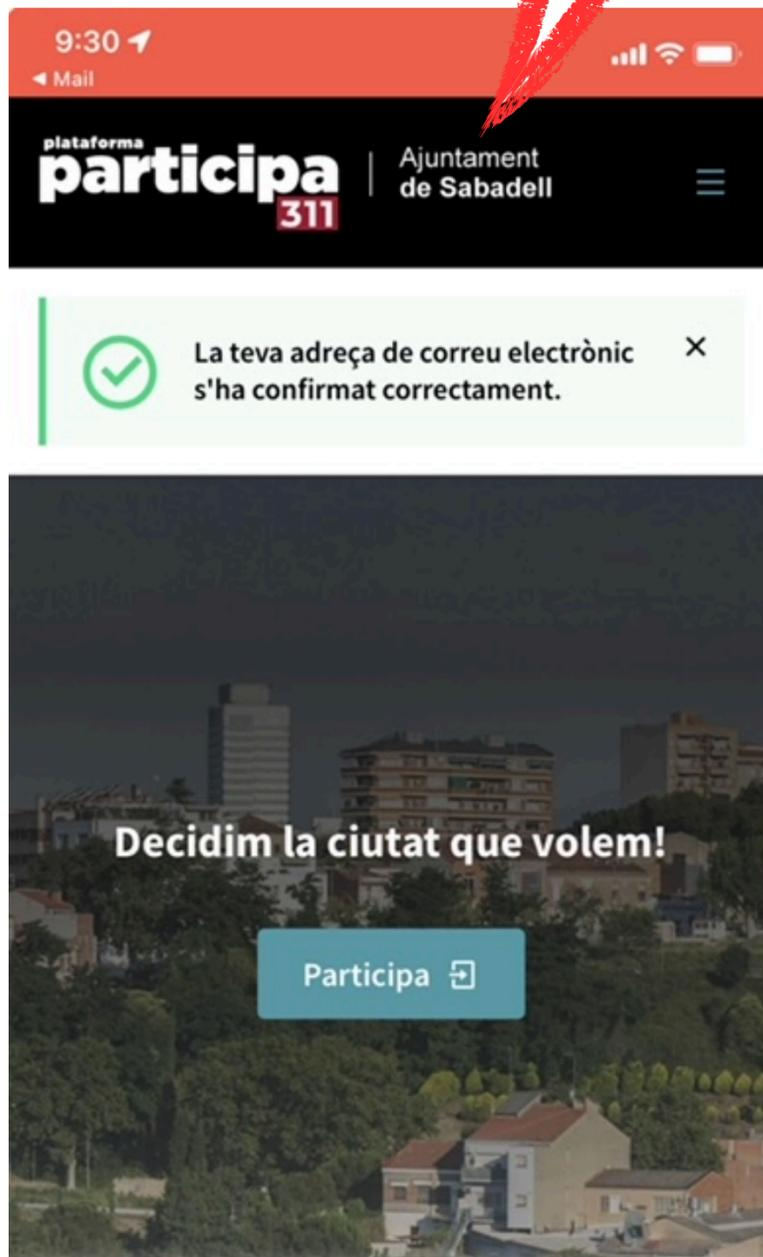 9:30
◀ Mail
plataforma
participa
311
Ajuntament
de Sabadell
La teva adreça de correu electrònic
s'ha confirmat correctament.
Decidim la ciutat que volem!
Participa